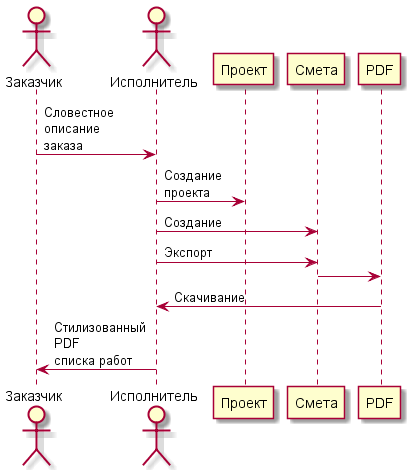 Заказчик
Исполнитель
Проект
Смета
PDF
Словестное
описание
заказа
Создание
проекта
Создание
Экспорт
Скачивание
Стилизованный
PDF
списка работ
Заказчик
Исполнитель
Проект
Смета
PDF